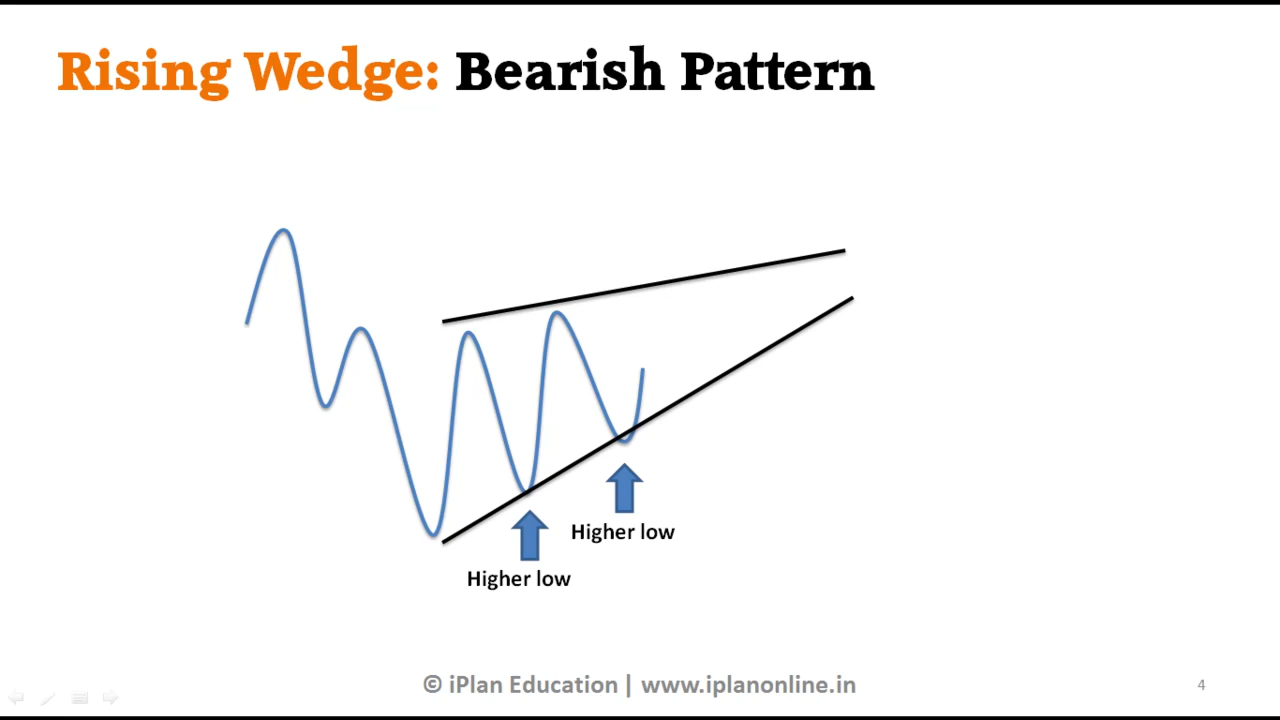 Rising Wedge: Bearish Pattern
Higher low
Higher low
© iPlan Education | www.iplanonline.in
4